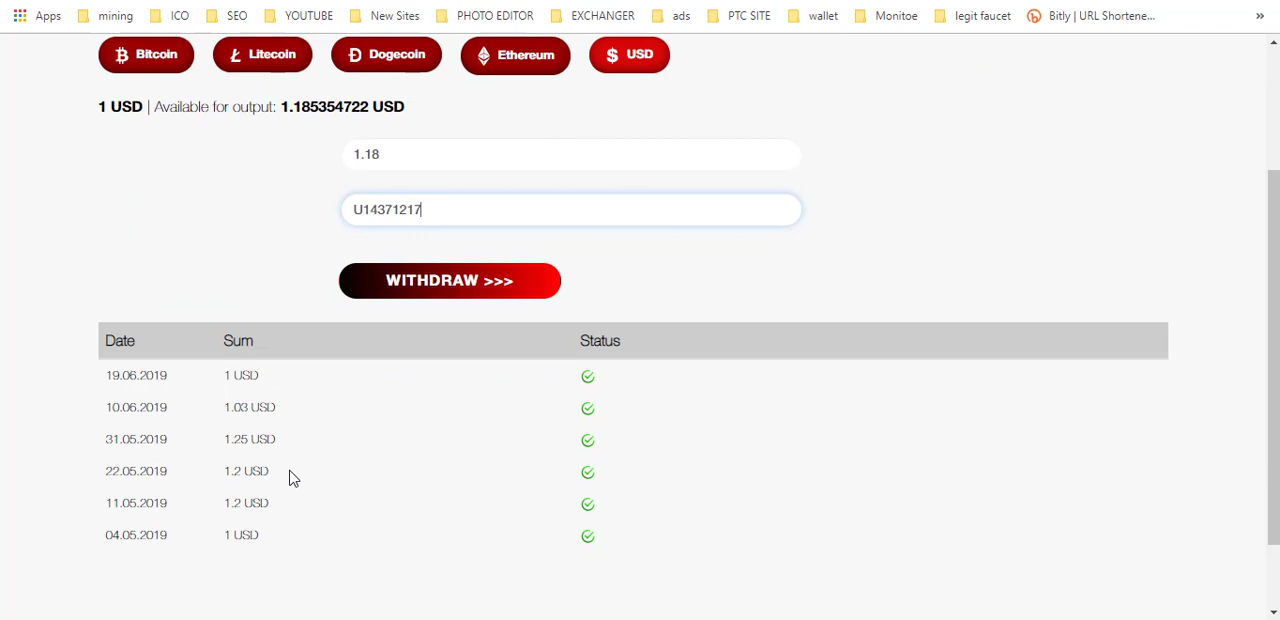 Apps mining ICO SEO YOUTUBE New Sites PHOTO EDITOR EXCHANGER ads PTC SITE wallet Monitoe legit faucet Bitly | URL Shortene... »
Bitcoin Litecoin Dogecoin Ethereum $ USD
1 USD | Available for output: 1.185354722 USD
1.18
U14371217
WITHDRAW >>>
Date Sum Status
19.06.2019 1 USD
10.06.2019 1.03 USD
31.05.2019 1.25 USD
22.05.2019 1.2 USD
11.05.2019 1.2 USD
04.05.2019 1 USD